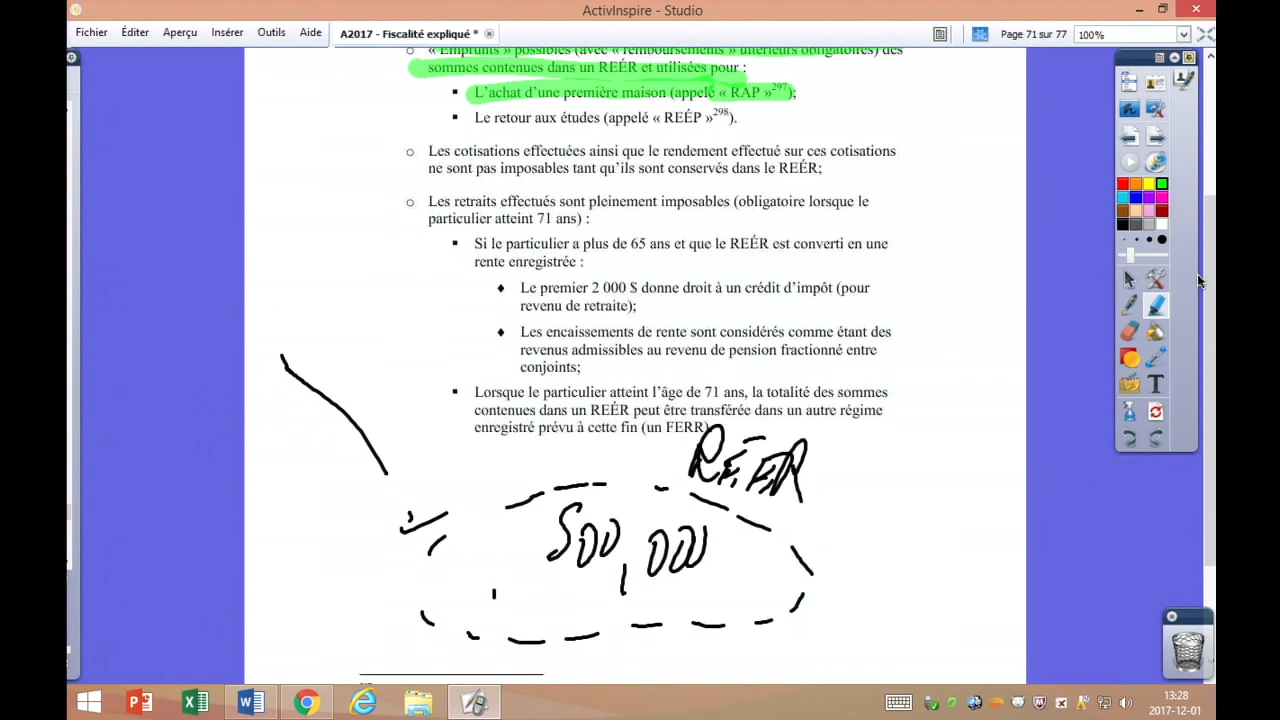 ActivInspire - Studio
Fichier Éditer Aperçu Insérer Outils Aide A2017 - Fiscalité expliqué * Page 71 sur 77 100%
« Emprunts » possibles (avec « remboursements » ultérieurs obligatoires) des
sommes contenues dans un REÉR et utilisées pour :
L'achat d'une première maison (appelé « RAP »297);
Le retour aux études (appelé « REÉP »298).
Les cotisations effectuées ainsi que le rendement effectué sur ces cotisations
ne sont pas imposables tant qu'ils sont conservés dans le REÉR;
Les retraits effectués sont pleinement imposables (obligatoire lorsque le
particulier atteint 71 ans) :
Si le particulier a plus de 65 ans et que le REÉR est converti en une
rente enregistrée :
Le premier 2 000 $ donne droit à un crédit d'impôt (pour
revenu de retraite);
Les encaissements de rente sont considérés comme étant des
revenus admissibles au revenu de pension fractionné entre
conjoints;
Lorsque le particulier atteint l'âge de 71 ans, la totalité des sommes
contenues dans un REÉR peut être transférée dans un autre régime
enregistré prévu à cette fin (un FERR)
REÉR
500,000
13:28
2017-12-01